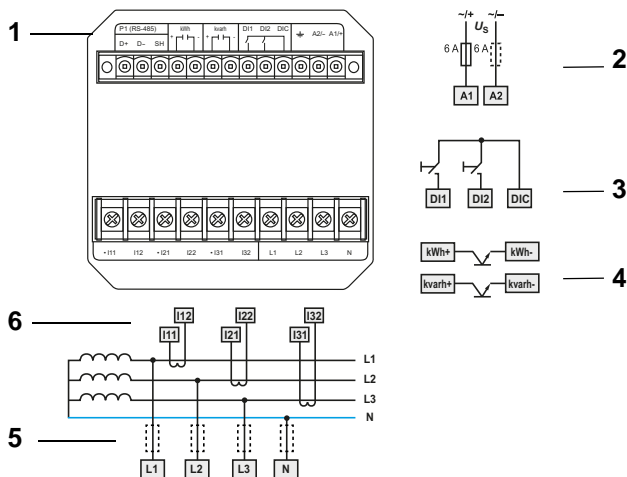 1
P1 (RS-485) kWh kvarh DI1 DI2 DIC A2/– A1/+
D+ D– SH + - + -
•I11 I12 •I21 I22 •I31 I32 L1 L2 L3 N
~/+ US ~/–
6 A 6 A
A1 A2
2
DI1 DI2 DIC
3
kWh+ kWh-
kvarh+ kvarh-
4
6
I12 I22 I32
I11 I21 I31
L1
L2
L3
N
5
L1 L2 L3 N